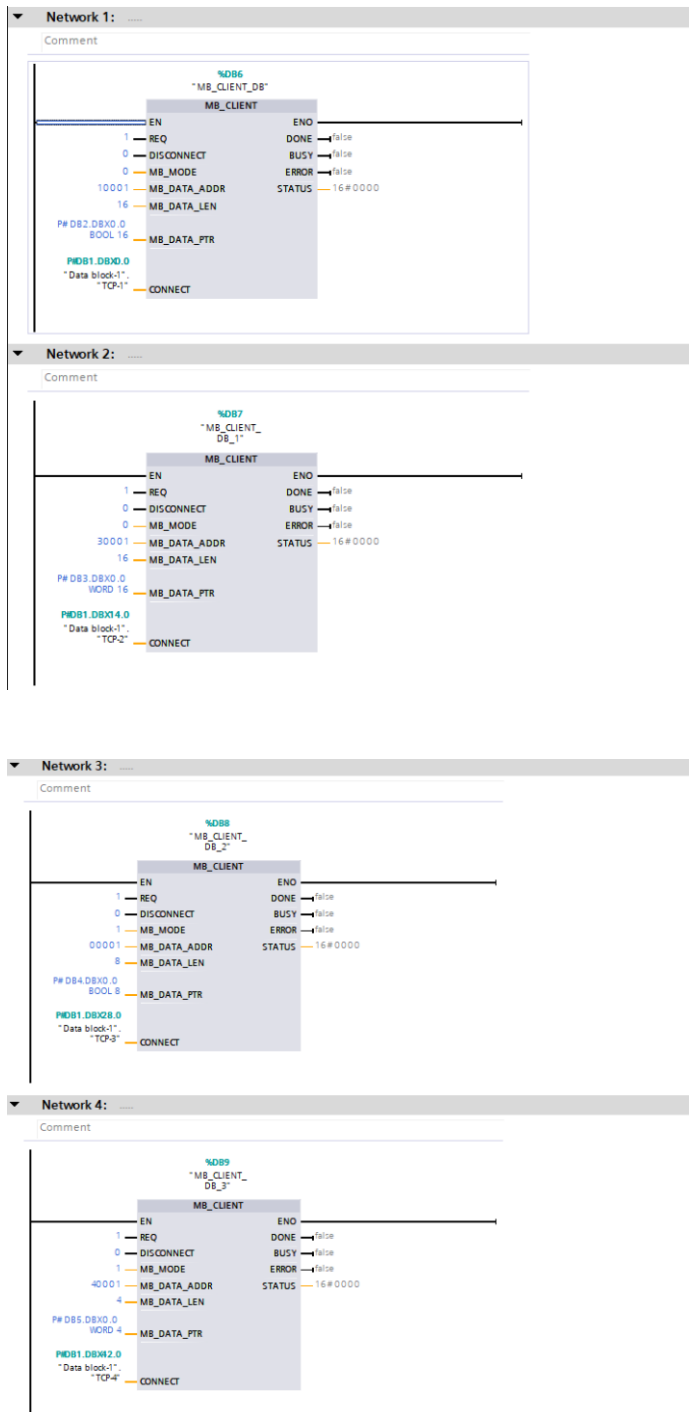 Network 1: .....
Comment
%DB6
"MB_CLIENT_DB"
MB_CLIENT
EN ENO
1 REQ DONE false
0 DISCONNECT BUSY false
0 MB_MODE ERROR false
10001 MB_DATA_ADDR STATUS 16#0000
16 MB_DATA_LEN
P#DB2.DBX0.0
BOOL 16 MB_DATA_PTR
P#DB1.DBX0.0
"Data block-1".
"TCP-1" CONNECT
Network 2: .....
Comment
%DB7
"MB_CLIENT_
DB_1"
MB_CLIENT
EN ENO
1 REQ DONE false
0 DISCONNECT BUSY false
0 MB_MODE ERROR false
30001 MB_DATA_ADDR STATUS 16#0000
16 MB_DATA_LEN
P#DB3.DBX0.0
WORD 16 MB_DATA_PTR
P#DB1.DBX14.0
"Data block-1".
"TCP-2" CONNECT
Network 3: .....
Comment
%DB8
"MB_CLIENT_
DB_2"
MB_CLIENT
EN ENO
1 REQ DONE false
0 DISCONNECT BUSY false
1 MB_MODE ERROR false
00001 MB_DATA_ADDR STATUS 16#0000
8 MB_DATA_LEN
P#DB4.DBX0.0
BOOL 8 MB_DATA_PTR
P#DB1.DBX28.0
"Data block-1".
"TCP-3" CONNECT
Network 4: .....
Comment
%DB9
"MB_CLIENT_
DB_3"
MB_CLIENT
EN ENO
1 REQ DONE false
0 DISCONNECT BUSY false
1 MB_MODE ERROR false
40001 MB_DATA_ADDR STATUS 16#0000
4 MB_DATA_LEN
P#DB5.DBX0.0
WORD 4 MB_DATA_PTR
P#DB1.DBX42.0
"Data block-1".
"TCP-4" CONNECT